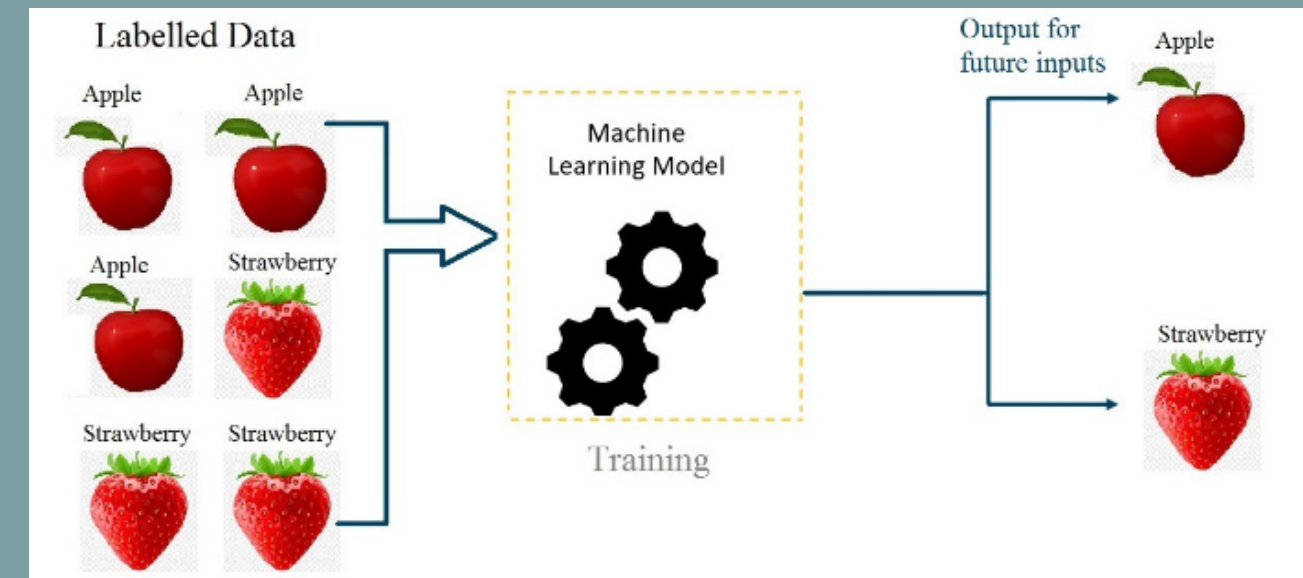 Labelled Data
Apple
Apple
Apple
Strawberry
Strawberry
Strawberry
Machine
Learning Model
Training
Output for
future inputs
Apple
Strawberry